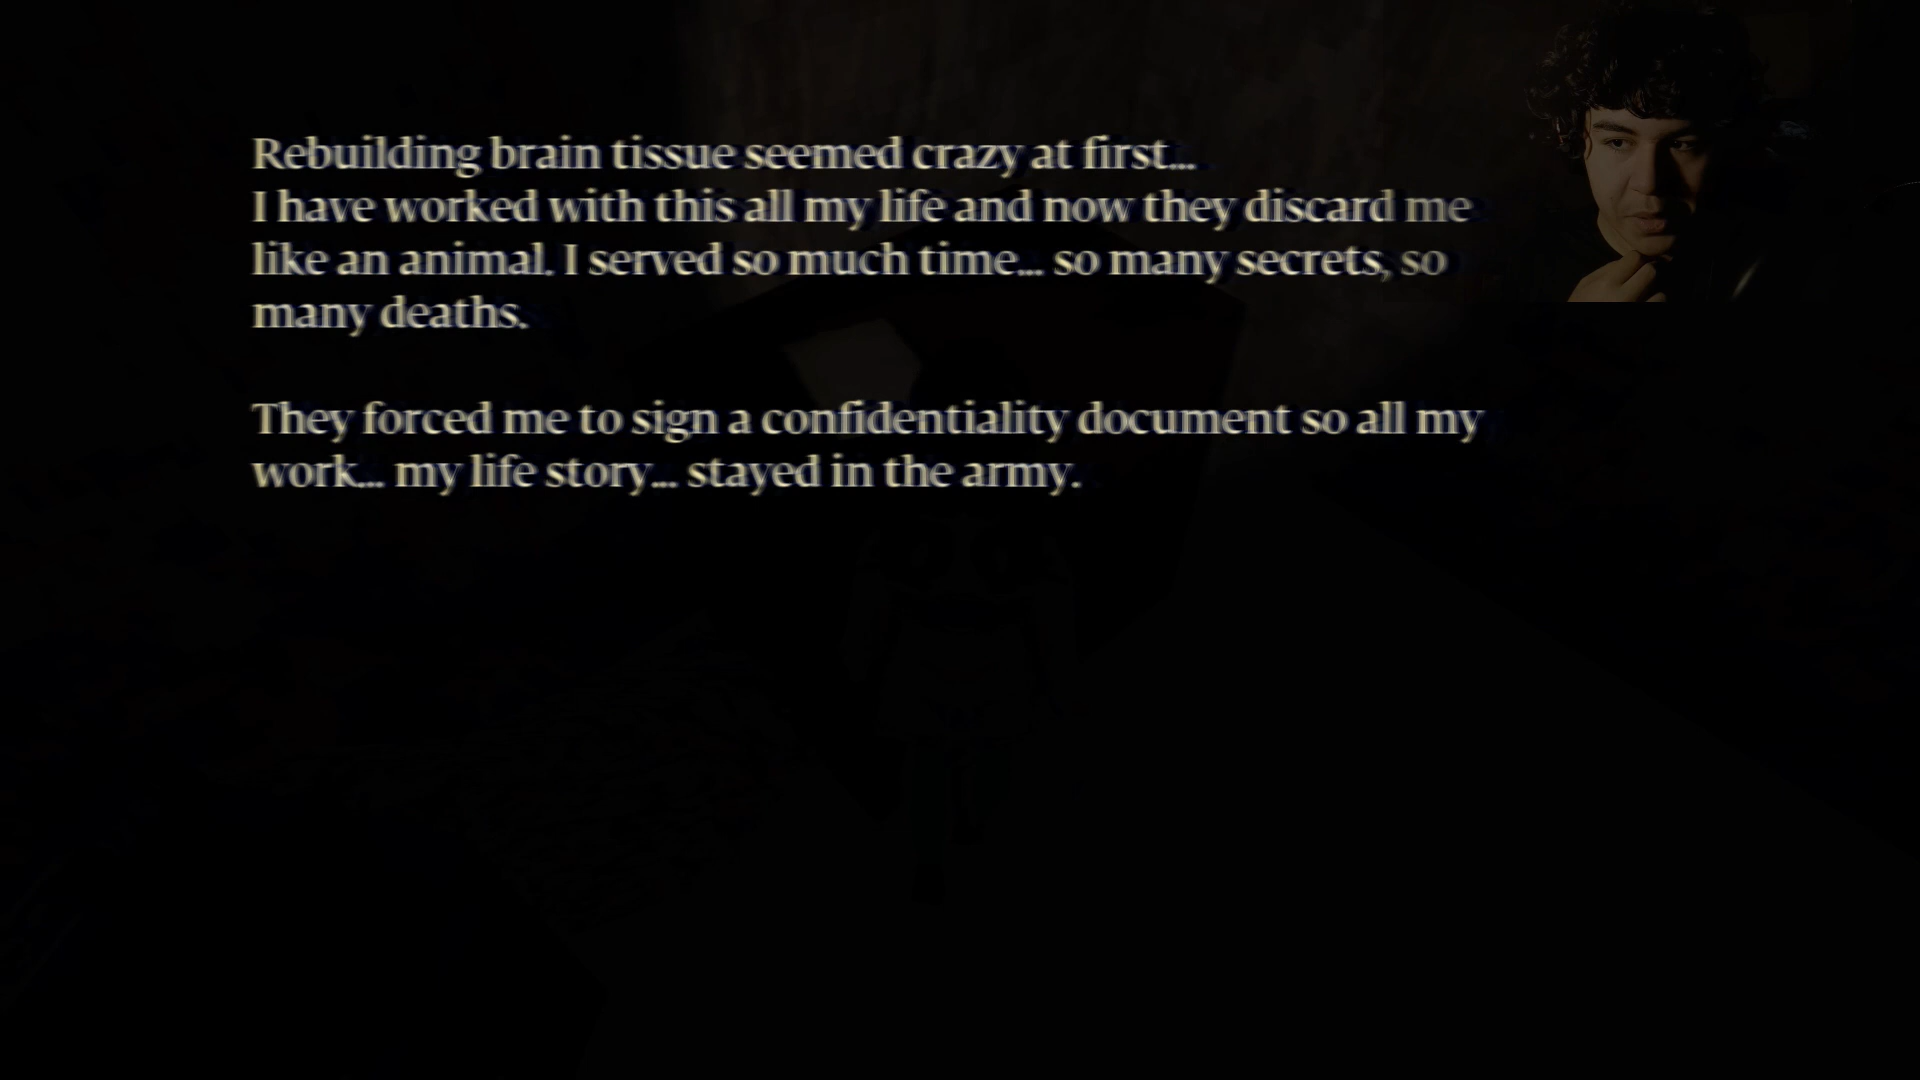 Rebuilding brain tissue seemed crazy at first...
I have worked with this all my life and now they discard me
like an animal. I served so much time... so many secrets, so
many deaths.
They forced me to sign a confidentiality document so all my
work... my life story... stayed in the army.